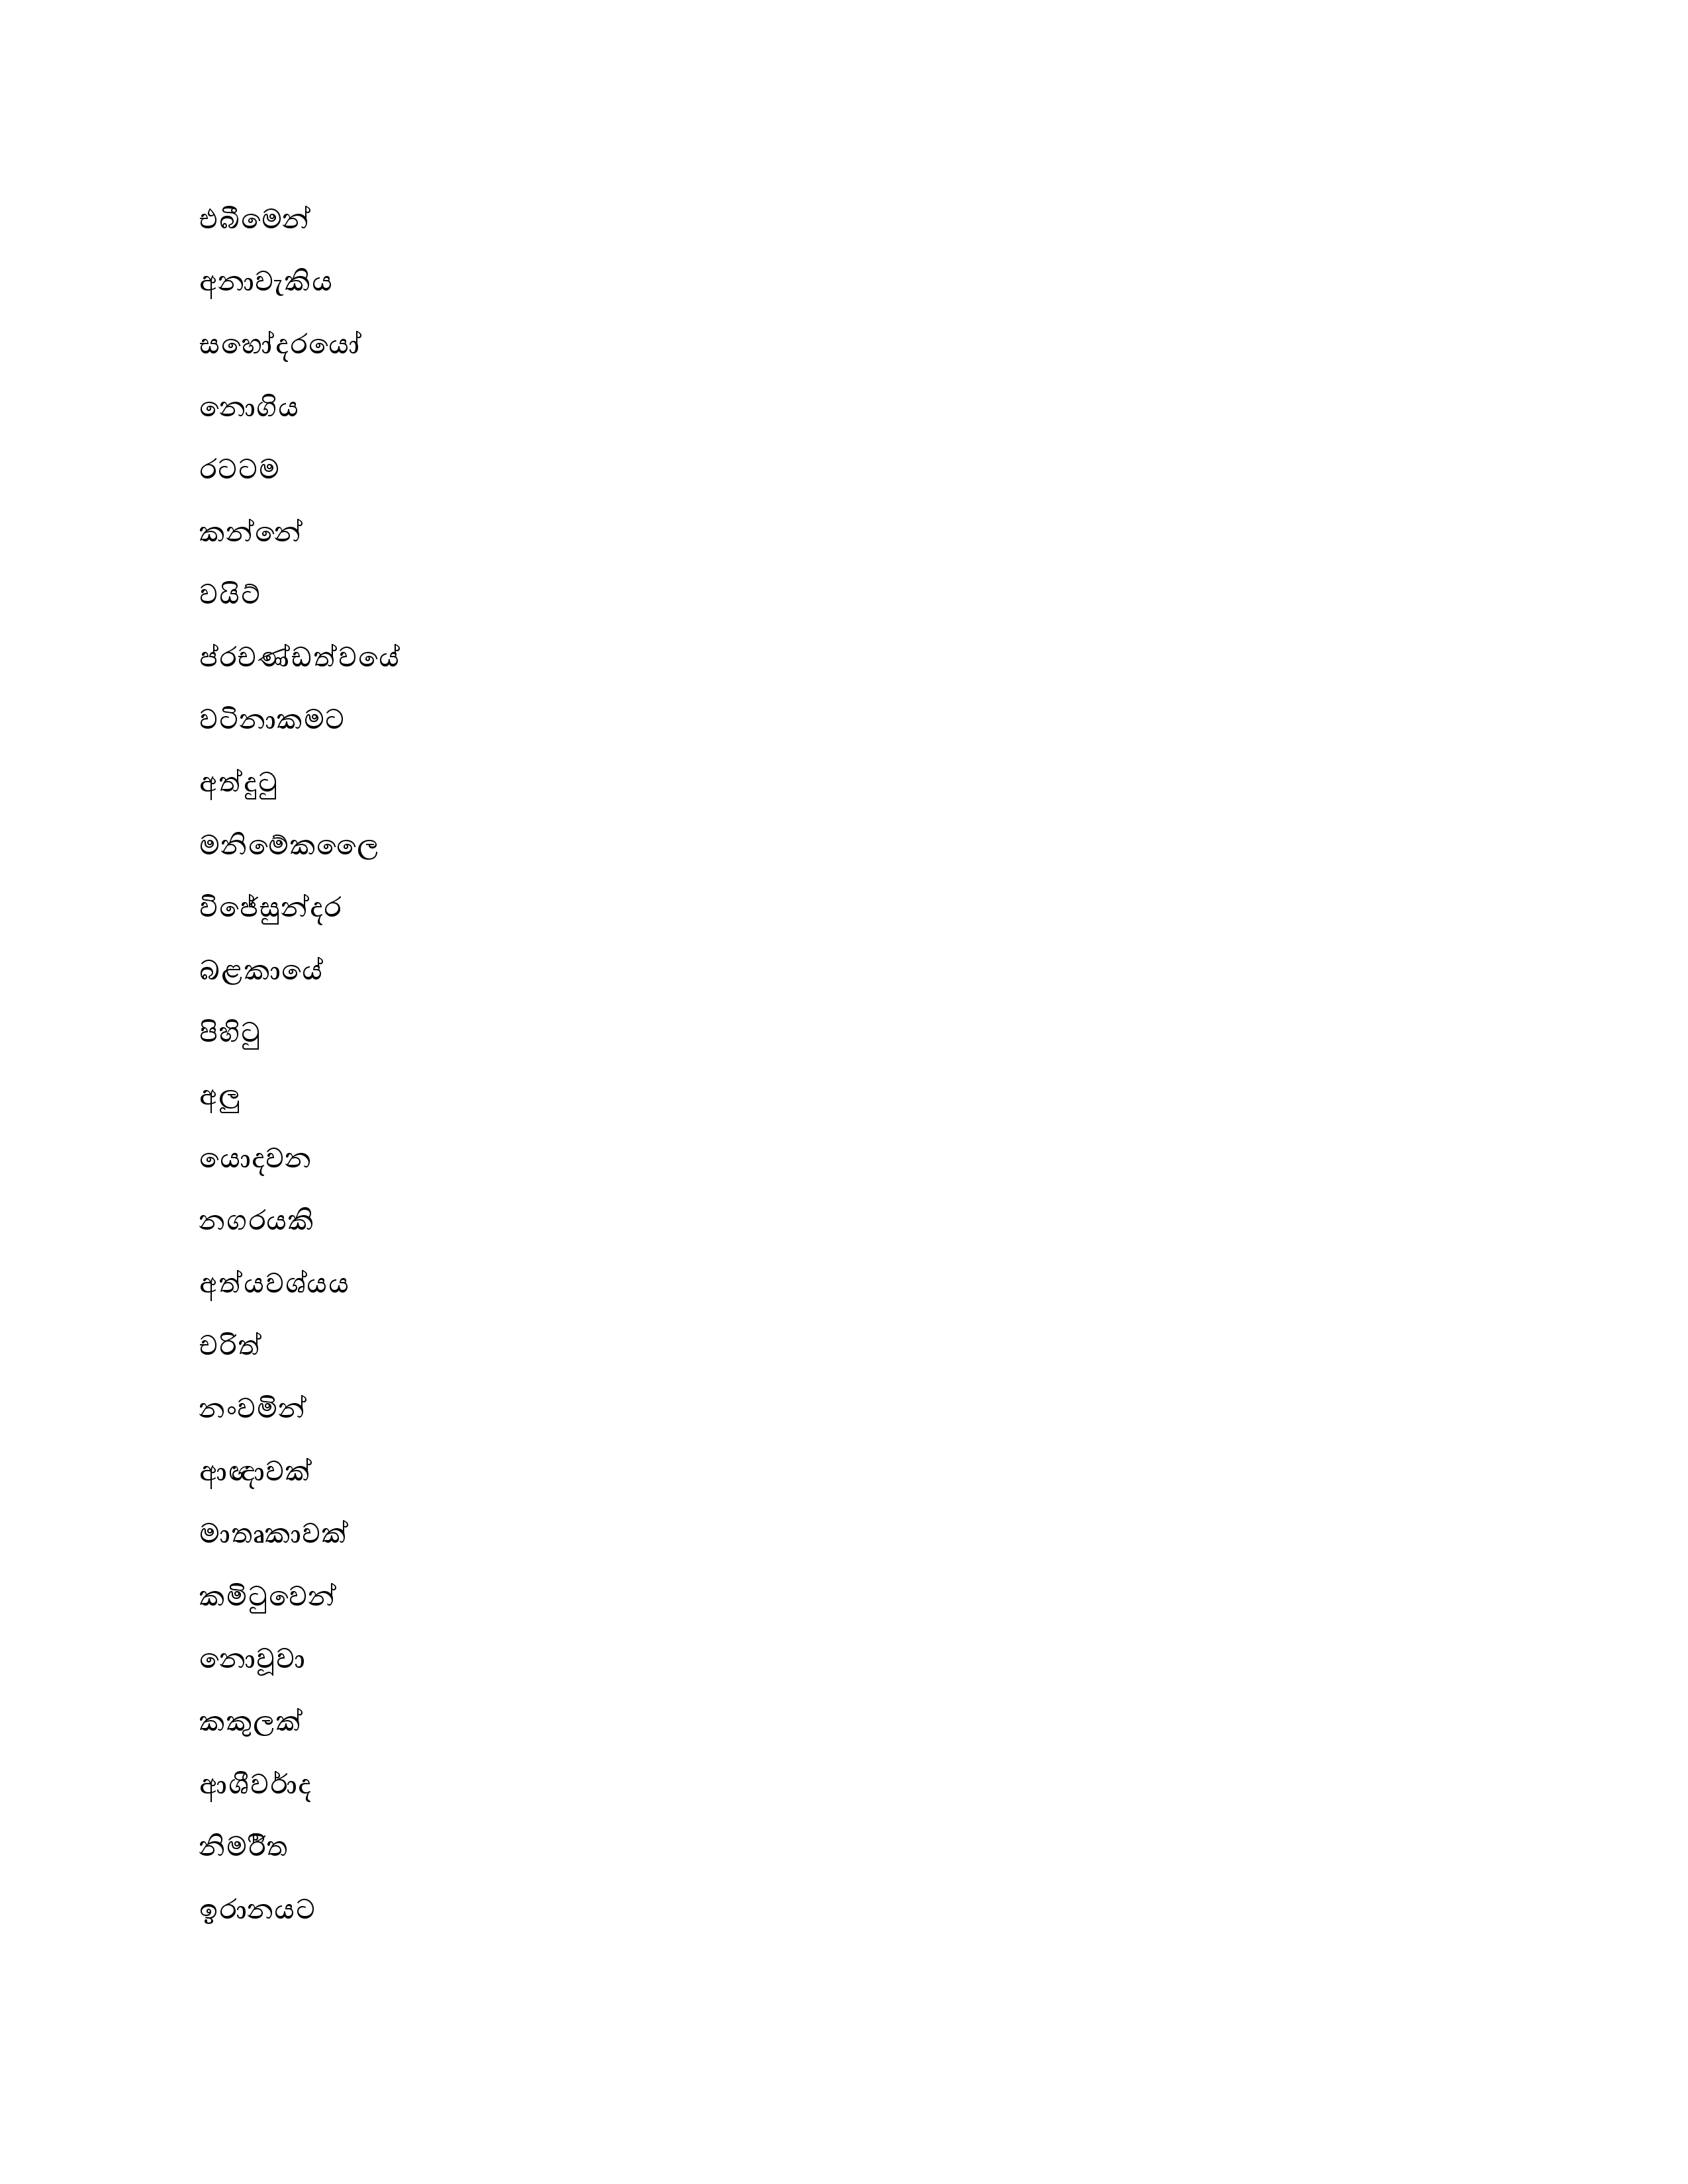 එබීමෙන්
අනාවැකිය
සහෝදරයෝ
නොගිය
රටටම
කන්නේ
වයිට්
ප්රචණ්ඩත්වයේ
වටිනාකමට
අත්දුටු
මනිමේකලෛ
විජේසුන්දර
බළකායේ
පිහිටු
අලු
යොදවන
නගරයකි
අත්යවශ්යය
චරිත්
නංවමින්
ආඥාවක්
මාතෘකාවක්
කමිටුවෙන්
නොවූවා
කකුලක්
ආශීර්වාද
නිර්මිත
ඉරානයට